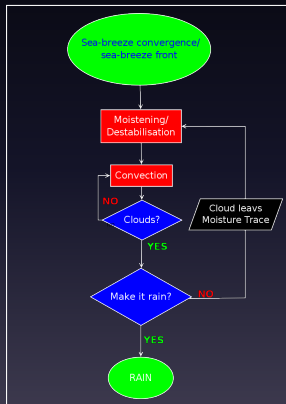 Sea-breeze convergence/
sea-breeze front
Moistening/
Destabilisation
Convection
NO
Clouds?
Cloud leavs
Moisture Trace
YES
Make it rain?
NO
YES
RAIN